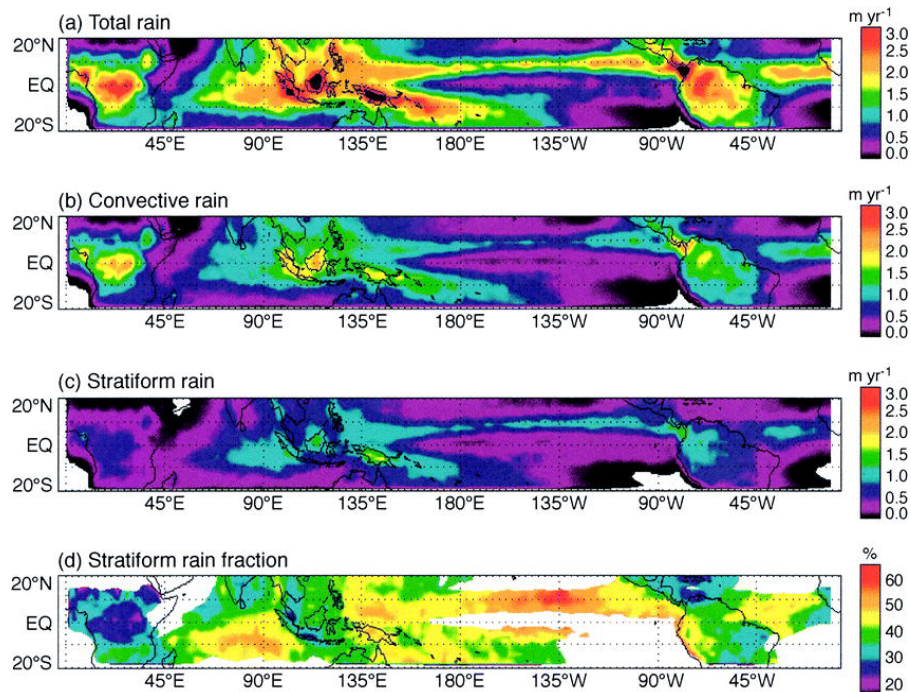 (a) Total rain
m yr-1
20°N
EQ
20°S
3.0
2.5
2.0
1.5
1.0
0.5
0.0
45°E 90°E 135°E 180°E 135°W 90°W 45°W
(b) Convective rain
m yr-1
20°N
EQ
20°S
3.0
2.5
2.0
1.5
1.0
0.5
0.0
45°E 90°E 135°E 180°E 135°W 90°W 45°W
(c) Stratiform rain
m yr-1
20°N
EQ
20°S
3.0
2.5
2.0
1.5
1.0
0.5
0.0
45°E 90°E 135°E 180°E 135°W 90°W 45°W
(d) Stratiform rain fraction
%
20°N
EQ
20°S
60
50
40
30
20
45°E 90°E 135°E 180°E 135°W 90°W 45°W